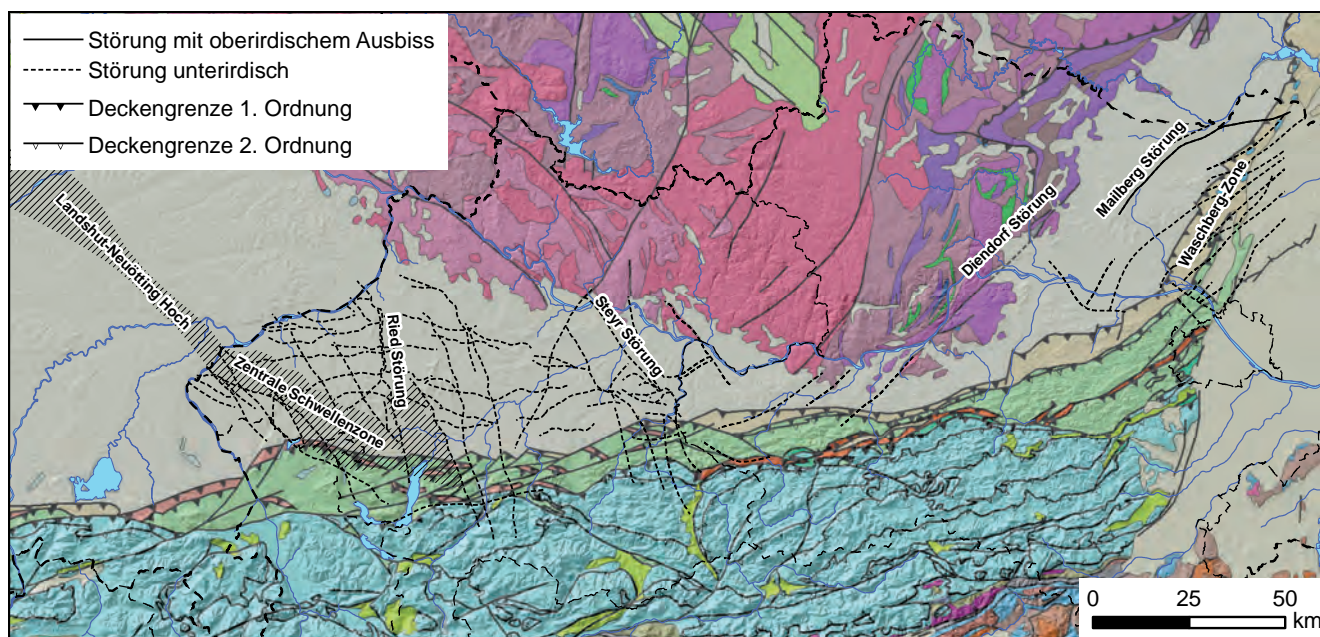 Störung mit oberirdischem Ausbiss
Störung unterirdisch
Deckengrenze 1. Ordnung
Deckengrenze 2. Ordnung
Landshut-Neuötting Hoch
Zentrale Schwellenzone
Ried Störung
Steyr Störung
Diendorf Störung
Mailberg Störung
Waschberg-Zone
0 25 50
km